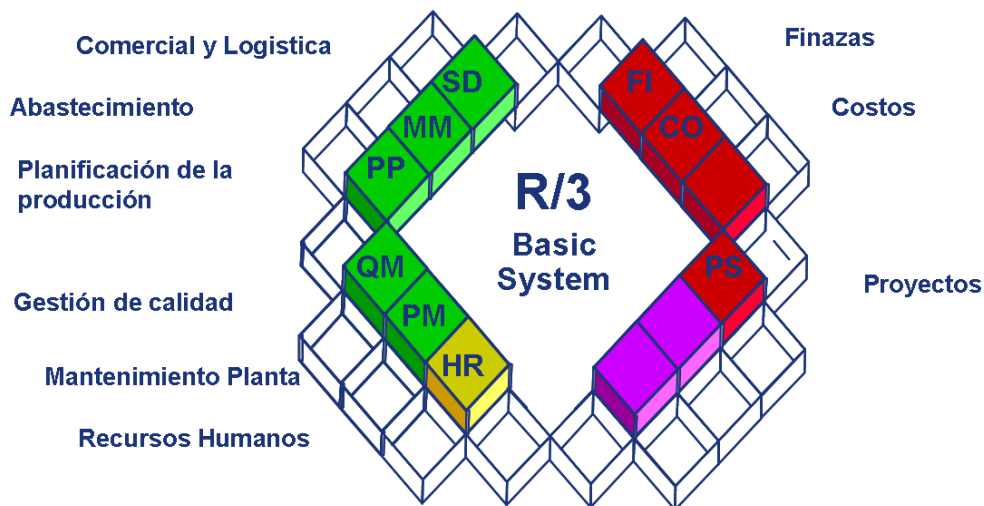 Comercial y Logistica
Abastecimiento
Planificación de la
producción
Gestión de calidad
Mantenimiento Planta
Recursos Humanos
SD
MM
PP
QM
PM
HR
R/3
Basic
System
FI
CO
PS
Finazas
Costos
Proyectos